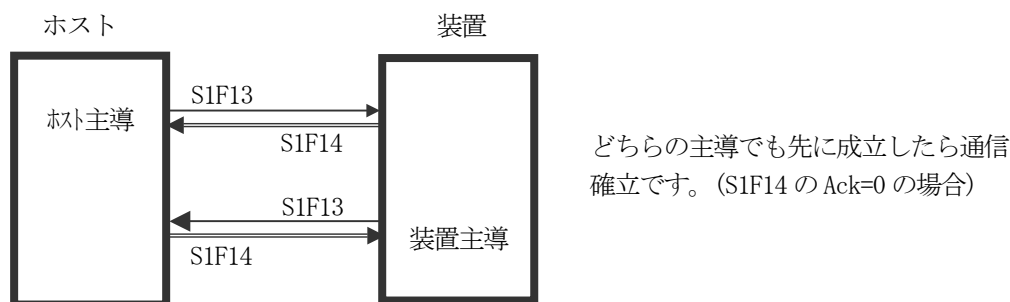 ホスト
装置
S1F13
ﾎｽﾄ主導
S1F14
どちらの主導でも先に成立したら通信
確立です。(S1F14 の Ack=0 の場合)
S1F13
装置主導
S1F14